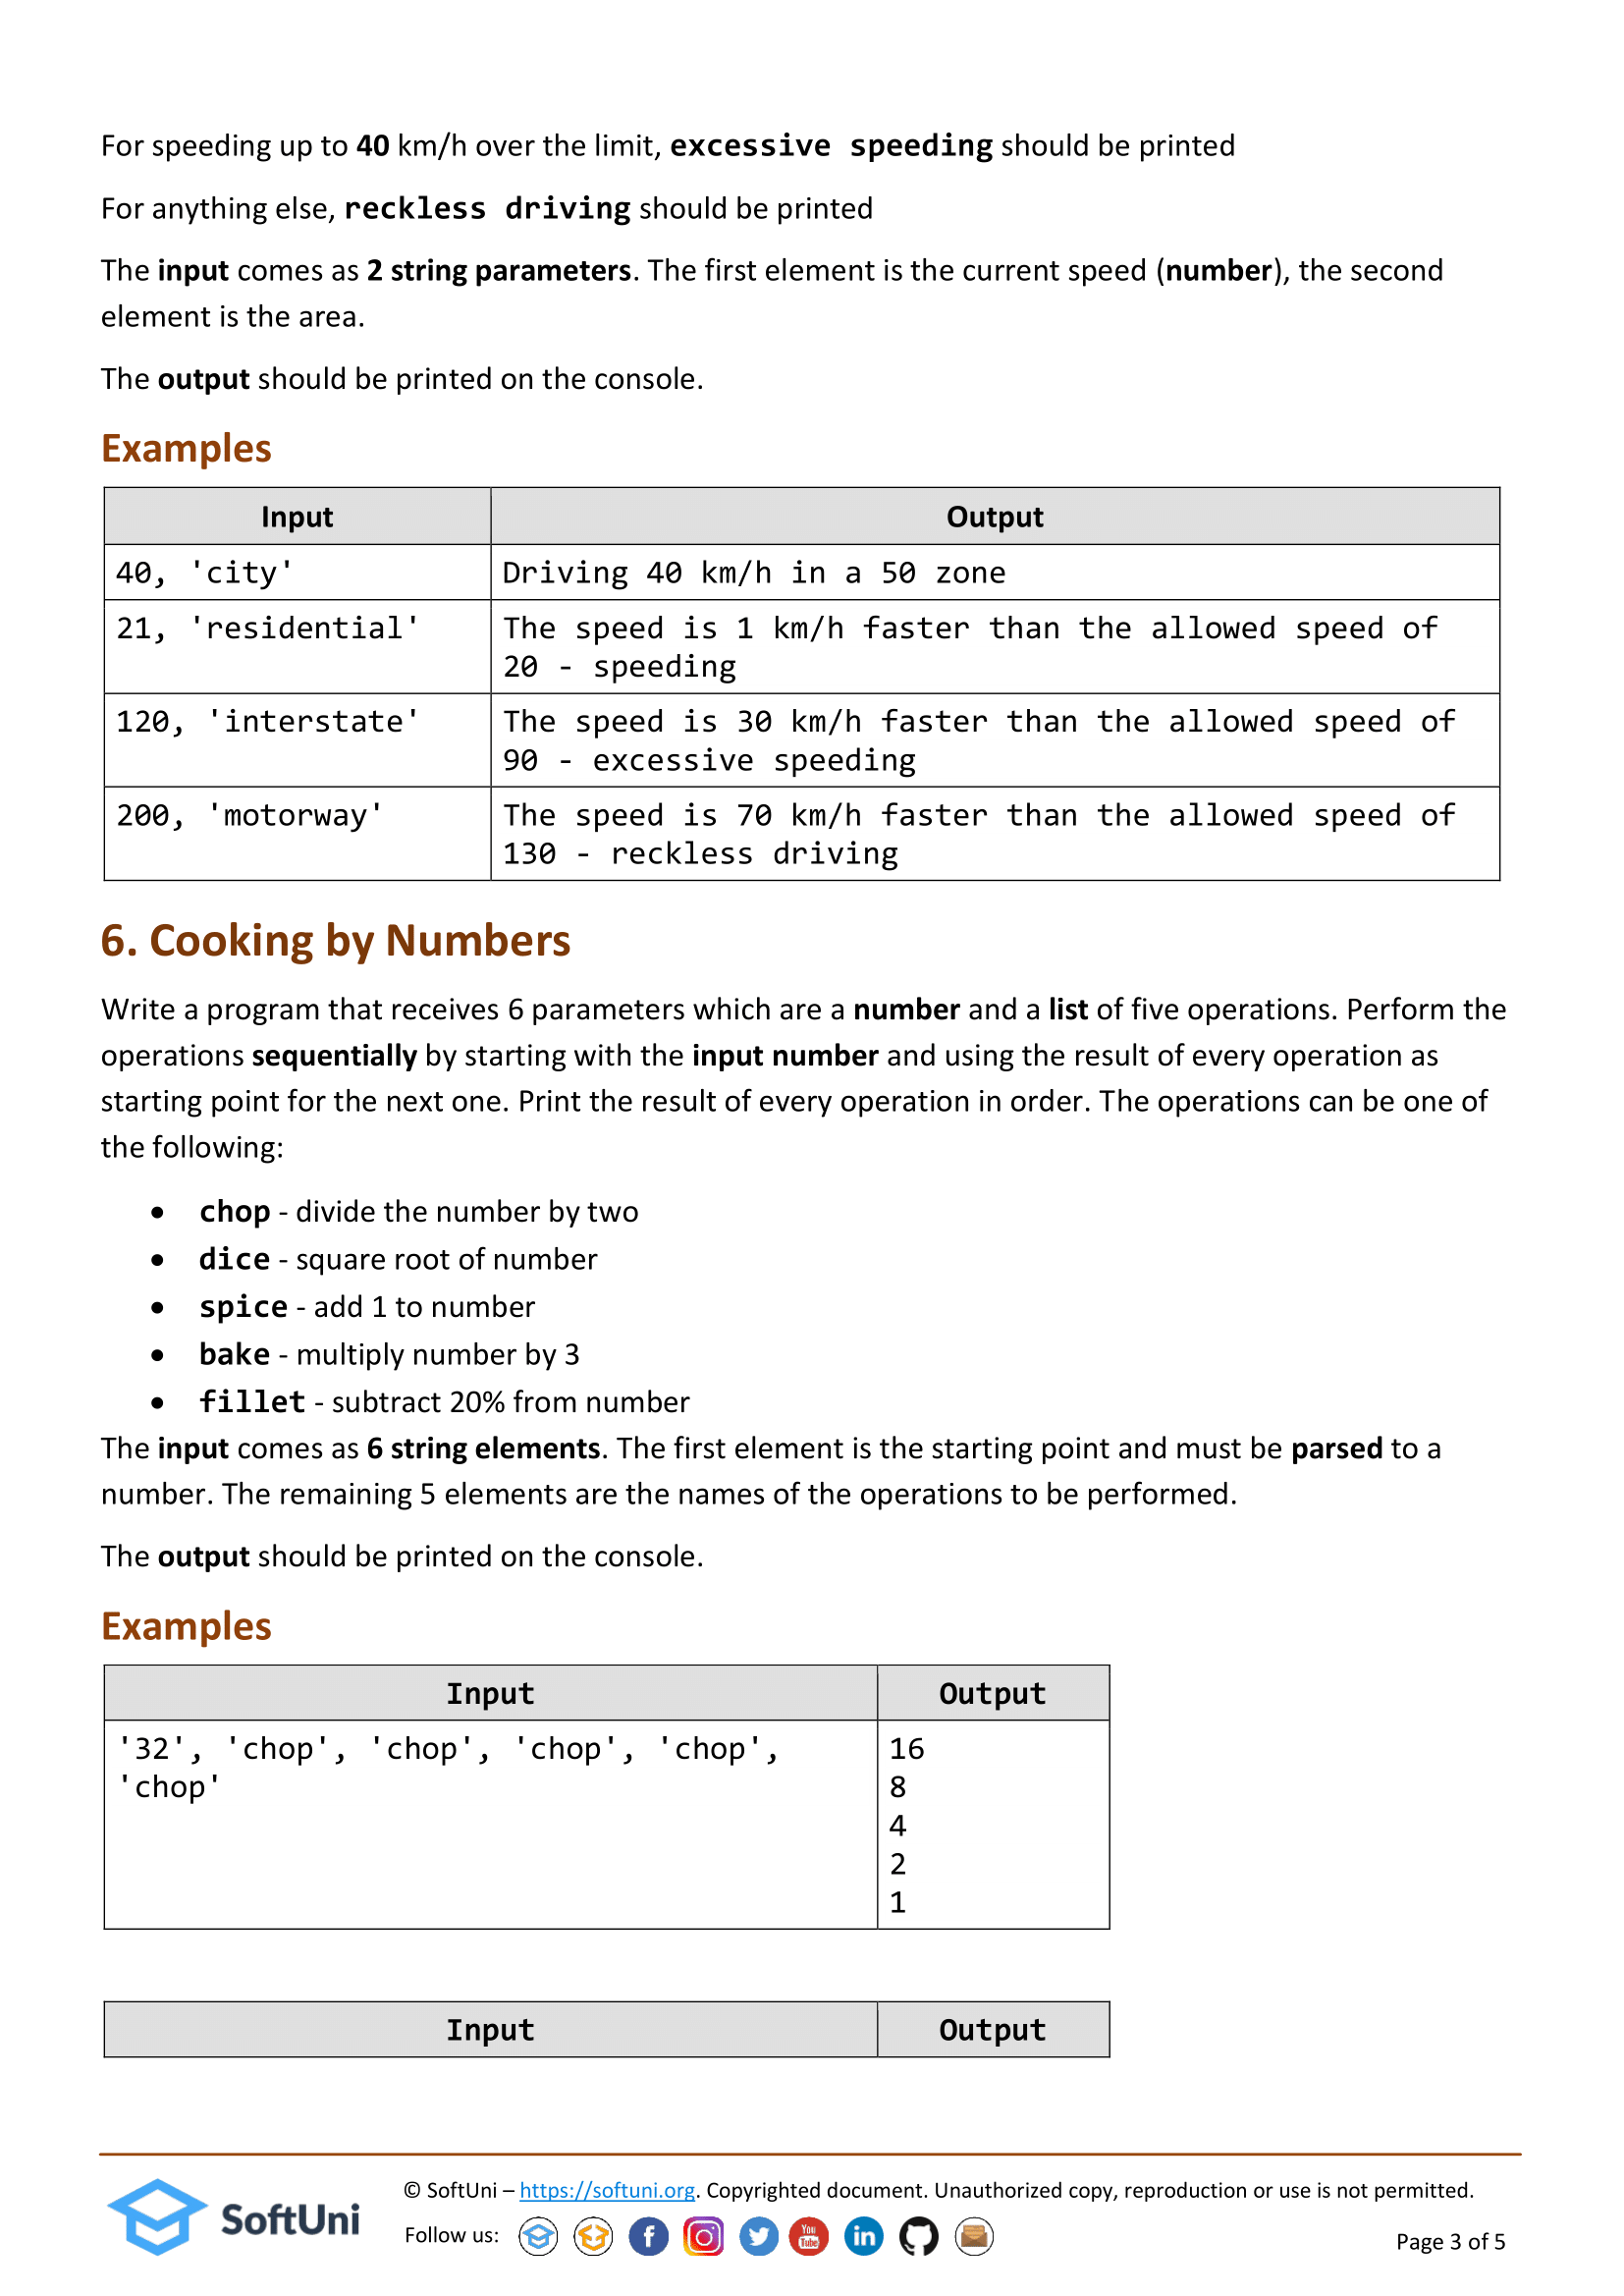 For speeding up to 40 km/h over the limit, excessive speeding should be printed
For anything else, reckless driving should be printed
The input comes as 2 string parameters. The first element is the current speed (number), the second
element is the area.
The output should be printed on the console.
Examples
Input Output
40, 'city' Driving 40 km/h in a 50 zone
21, 'residential' The speed is 1 km/h faster than the allowed speed of
20 - speeding
120, 'interstate' The speed is 30 km/h faster than the allowed speed of
90 - excessive speeding
200, 'motorway' The speed is 70 km/h faster than the allowed speed of
130 - reckless driving
6. Cooking by Numbers
Write a program that receives 6 parameters which are a number and a list of five operations. Perform the
operations sequentially by starting with the input number and using the result of every operation as
starting point for the next one. Print the result of every operation in order. The operations can be one of
the following:
• chop - divide the number by two
• dice - square root of number
• spice - add 1 to number
• bake - multiply number by 3
• fillet - subtract 20% from number
The input comes as 6 string elements. The first element is the starting point and must be parsed to a
number. The remaining 5 elements are the names of the operations to be performed.
The output should be printed on the console.
Examples
Input Output
'32', 'chop', 'chop', 'chop', 'chop', 16
'chop' 8
4
2
1
Input Output
SoftUni
© SoftUni – https://softuni.org. Copyrighted document. Unauthorized copy, reproduction or use is not permitted.
Follow us:
You
Tube
in
Page 3 of 5